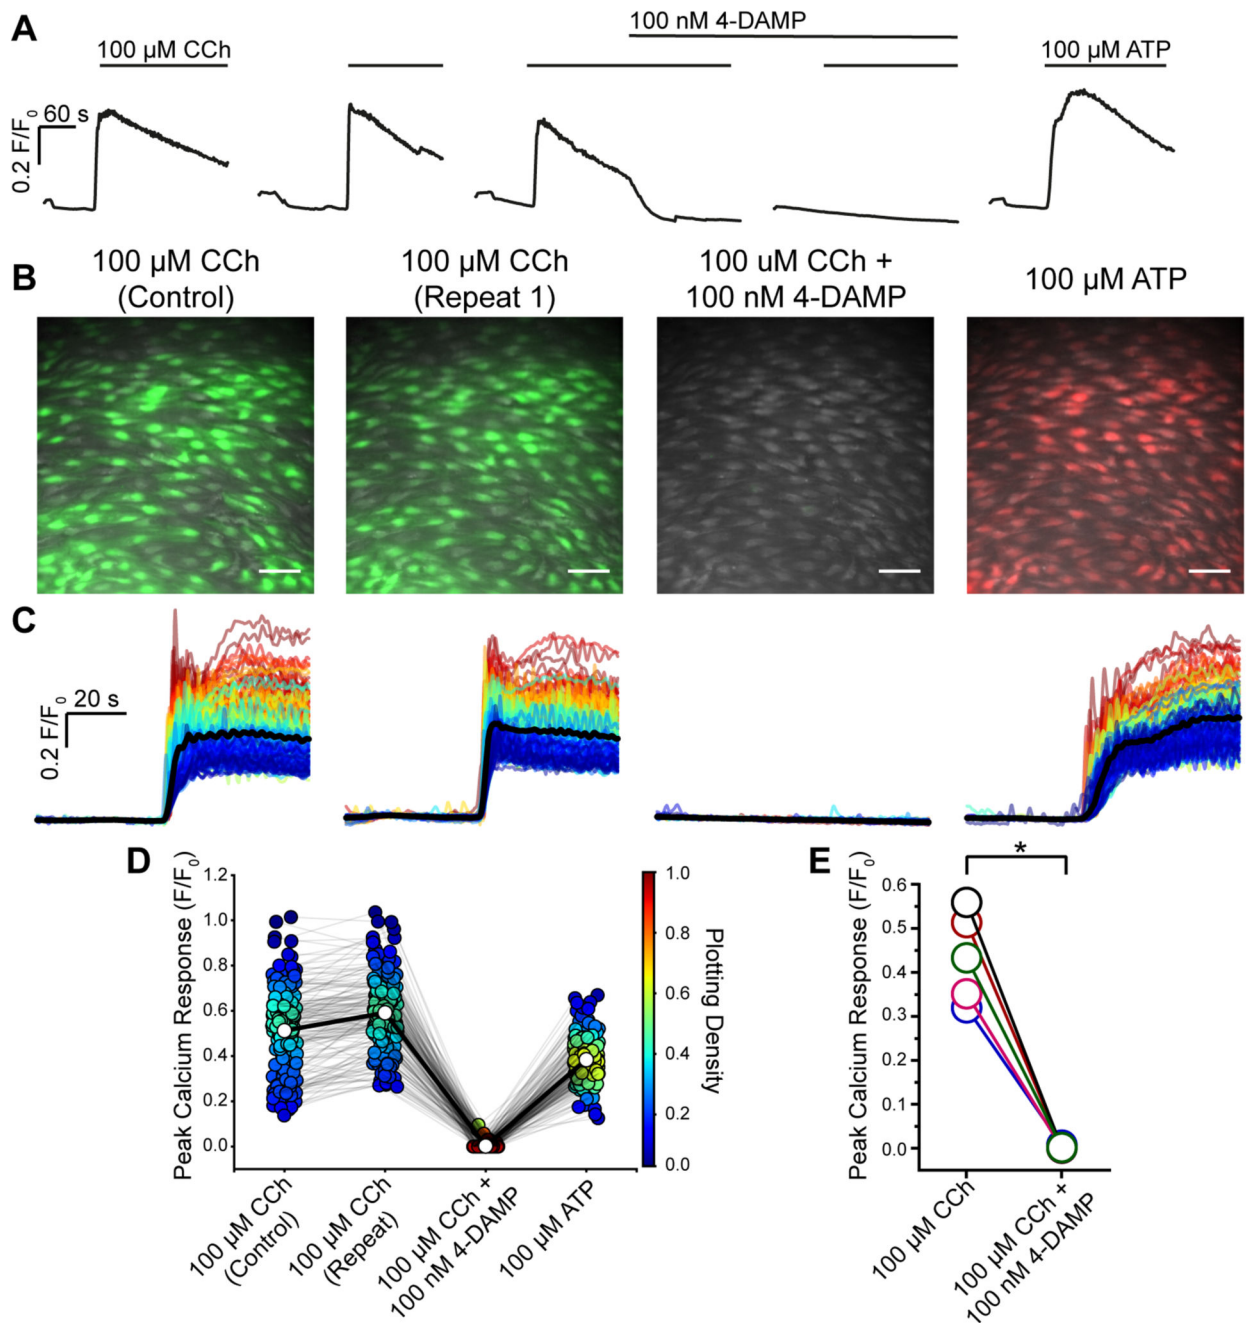 A
100 nM 4-DAMP
100 µM CCh
100 µM ATP
60 s
0.2 F/F0
B
100 µM CCh
(Control)
100 µM CCh
(Repeat 1)
100 uM CCh +
100 nM 4-DAMP
100 µM ATP
C
20 s
0.2 F/F0
D
Peak Calcium Response (F/F0)
1.2
1.0
0.8
0.6
0.4
0.2
0.0
100 µM CCh
(Control)
100 µM CCh
(Repeat)
100 µM CCh +
100 nM 4-DAMP
100 µM ATP
1.0
0.8
0.6
0.4
0.2
0.0
Plotting Density
E
*
Peak Calcium Response (F/F0)
0.6
0.5
0.4
0.3
0.2
0.1
0.0
100 µM CCh
100 µM CCh +
100 nM 4-DAMP